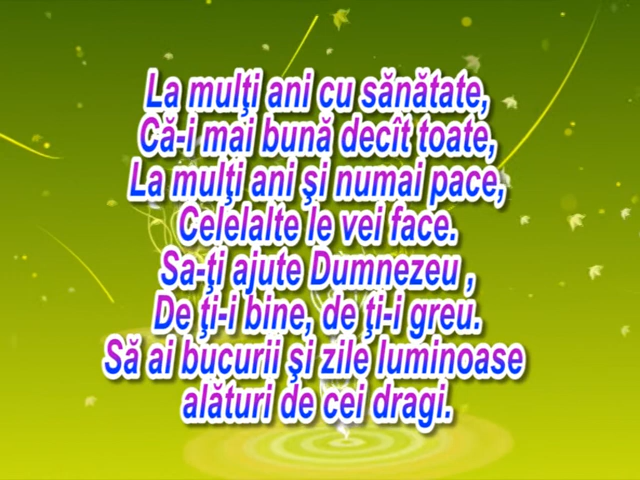 La mulţi ani cu sănătate,
Că-i mai bună decît toate,
La mulţi ani şi numai pace,
Celelalte le vei face.
Sa-ţi ajute Dumnezeu ,
De ţi-i bine, de ţi-i greu.
Să ai bucurii şi zile luminoase
alături de cei dragi.